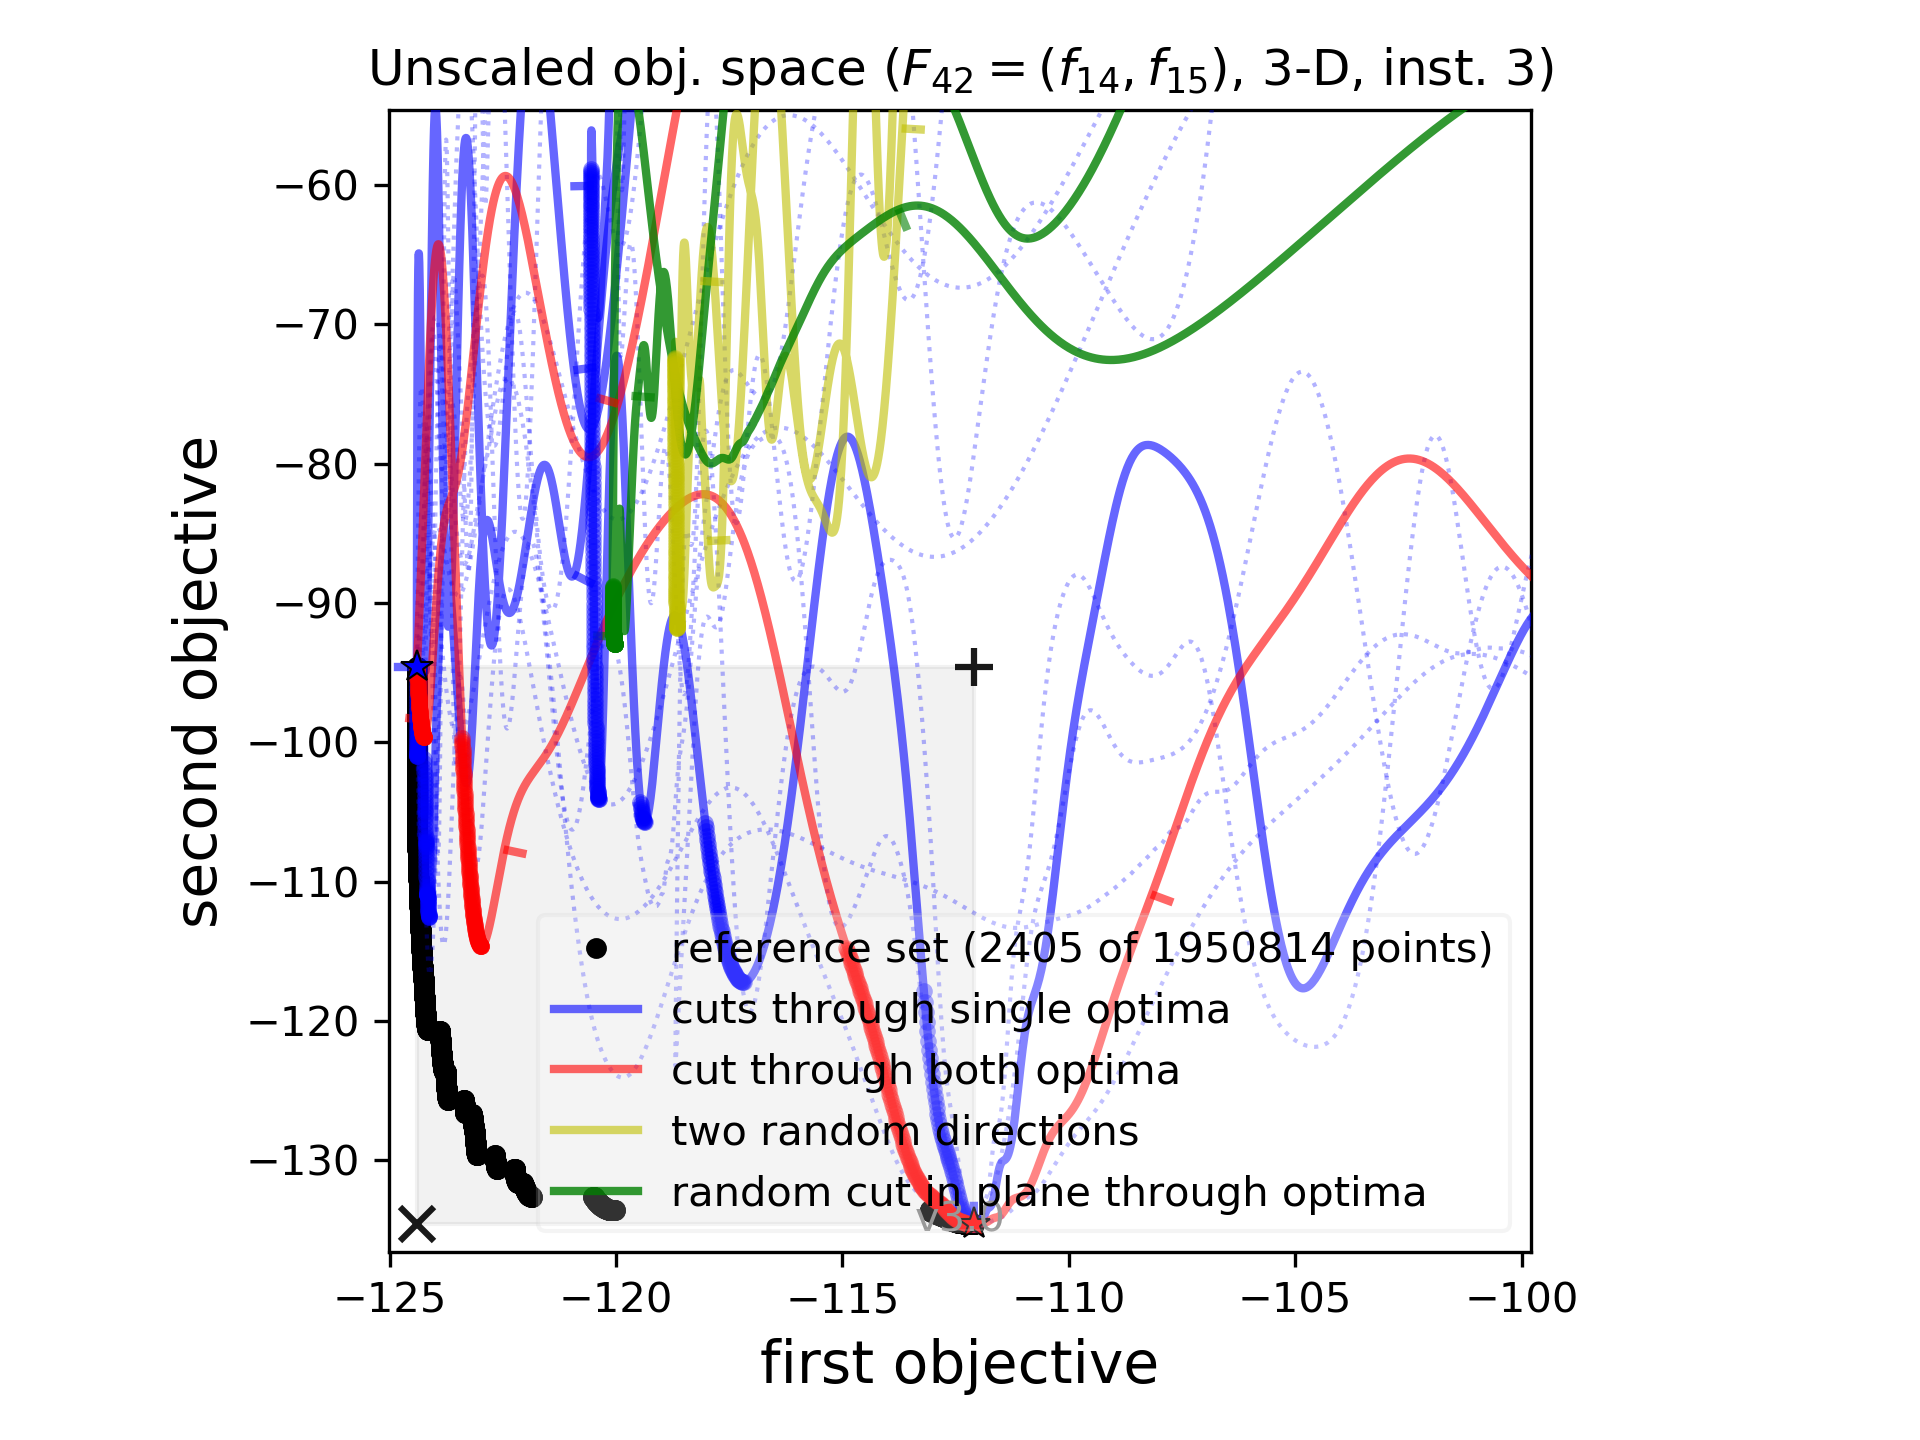 Unscaled obj. space (F₄₂ = (f₁₄, f₁₅), 3-D, inst. 3)
second objective
−60
−70
−80
−90
−100
−110
−120
−130
reference set (2405 of 1950814 points)
cuts through single optima
cut through both optima
two random directions
random cut in plane through optima
v3.0
−125
−120
−115
−110
−105
−100
first objective